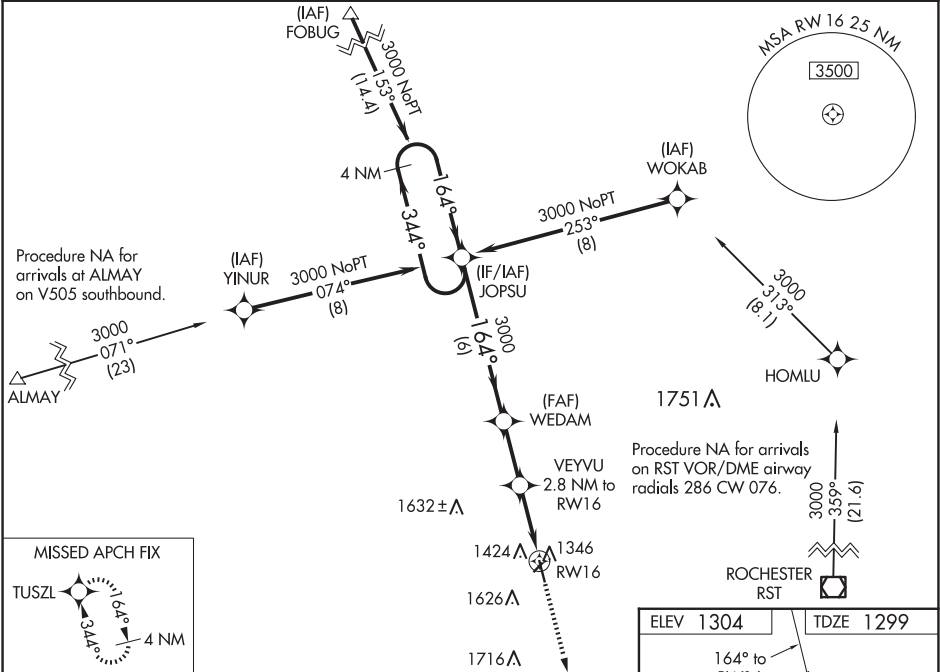 (IAF)
FOBUG
3000 NoPT
153°
(14.4)
MSA RW 16 25 NM
3500
4 NM
164°
344°
(IAF)
WOKAB
3000 NoPT
253°
(8)
Procedure NA for
arrivals at ALMAY
on V505 southbound.
(IAF)
YINUR
3000 NoPT
074°
(8)
(IF/IAF)
JOPSU
3000
071°
(23)
ALMAY
3000
164°
(6)
3000
313°
(8.1)
HOMLU
(FAF)
WEDAM
1751
Procedure NA for arrivals
on RST VOR/DME airway
radials 286 CW 076.
VEYVU
2.8 NM to
RW16
1632±
3000
359°
(21.6)
MISSED APCH FIX
TUSZL
164°
344°
4 NM
1424
1346
RW16
1626
1716
ROCHESTER
RST
ELEV 1304
TDZE 1299
164° to